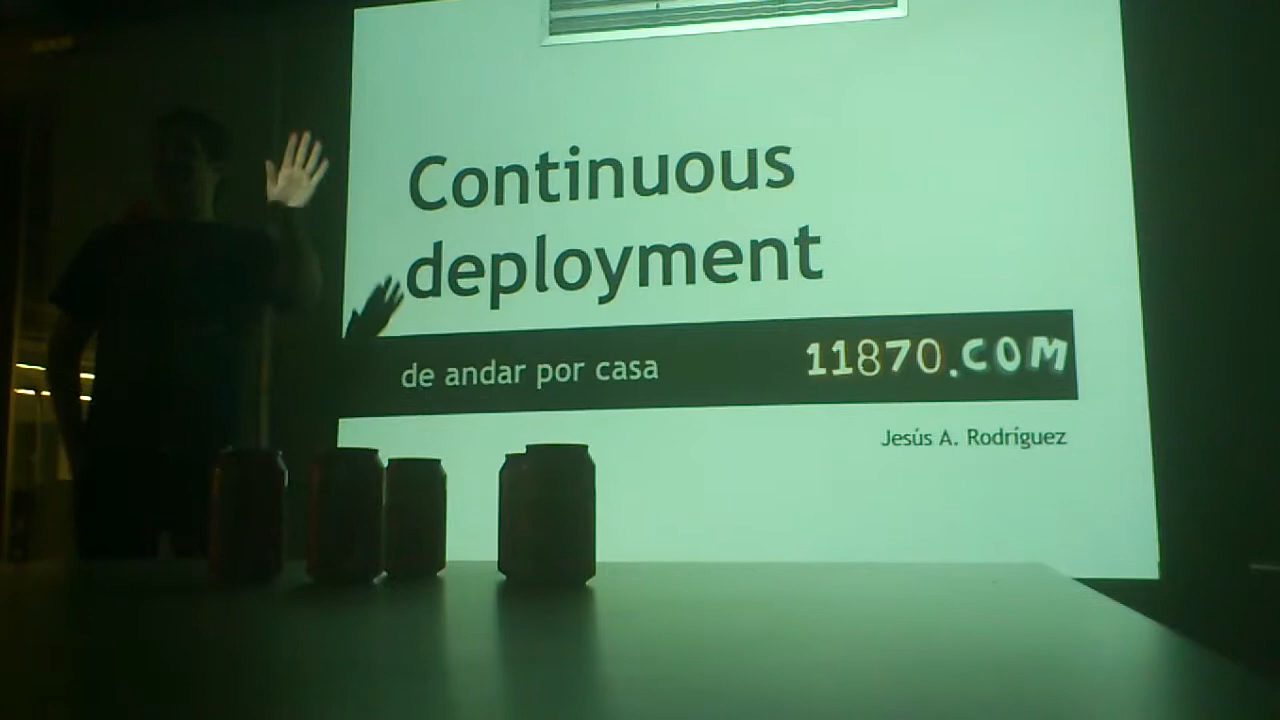 Continuous
deployment
de andar por casa
11870.COM
Jesús A. Rodríguez